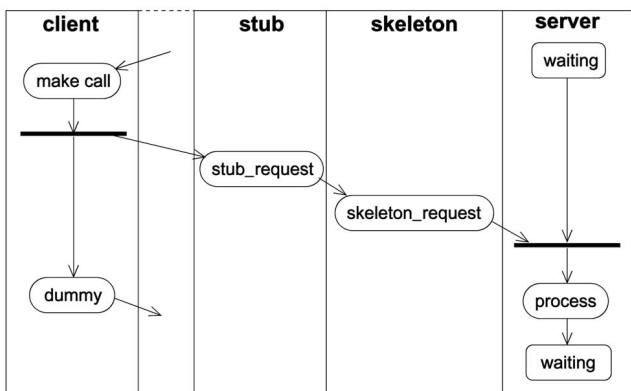 client
stub
skeleton
server
make call
waiting
stub_request
skeleton_request
dummy
process
waiting